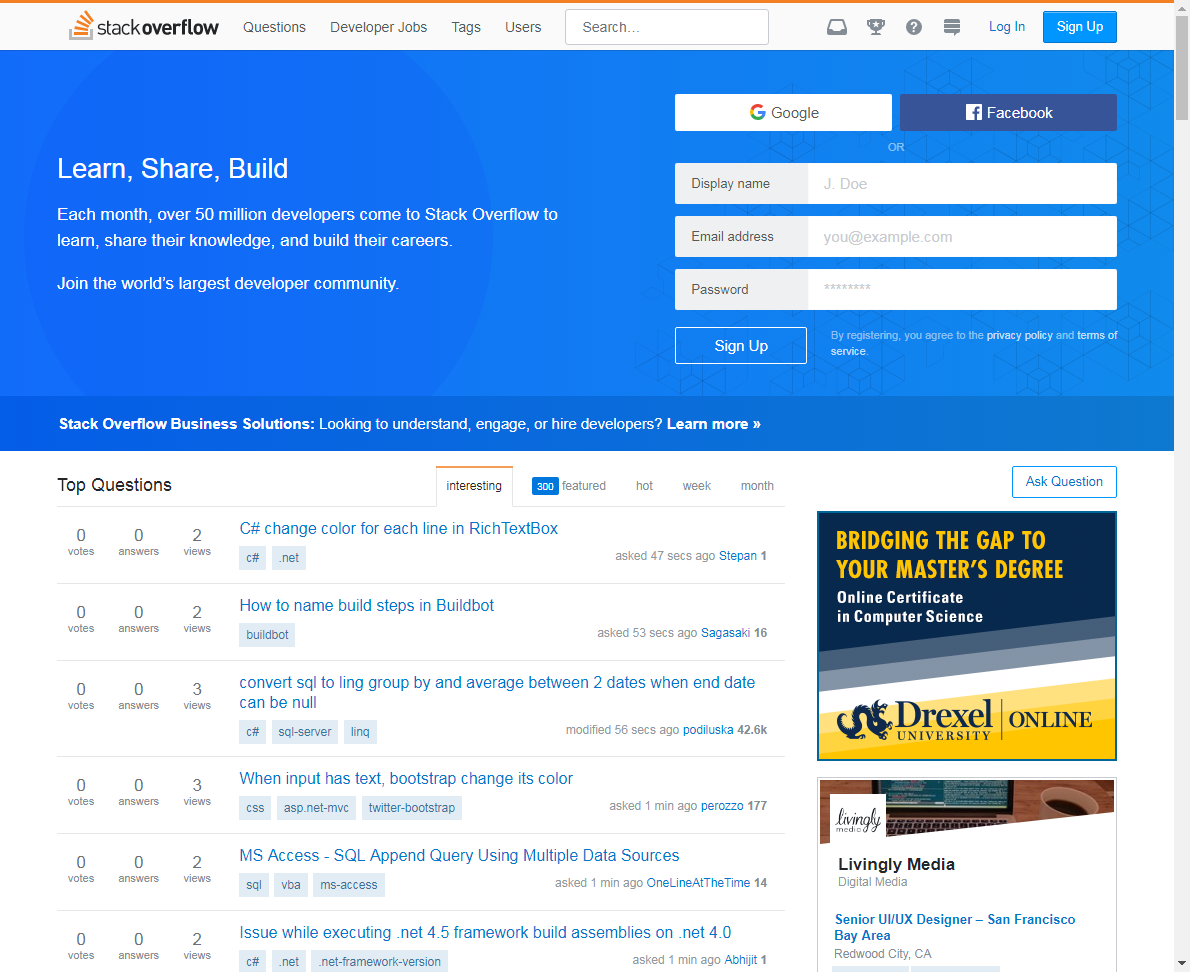 stackoverflow Questions Developer Jobs Tags Users Search... Log In Sign Up
Google Facebook
OR
Learn, Share, Build
Each month, over 50 million developers come to Stack Overflow to
learn, share their knowledge, and build their careers.
Join the world's largest developer community.
Display name J. Doe
Email address you@example.com
Password ********
Sign Up
By registering, you agree to the privacy policy and terms of
service.
Stack Overflow Business Solutions: Looking to understand, engage, or hire developers? Learn more »
Top Questions interesting 300 featured hot week month
Ask Question
0 votes 0 answers 2 views
C# change color for each line in RichTextBox
c# .net
asked 47 secs ago Stepan 1
0 votes 0 answers 2 views
How to name build steps in Buildbot
buildbot
asked 53 secs ago Sagasaki 16
0 votes 0 answers 3 views
convert sql to ling group by and average between 2 dates when end date
can be null
c# sql-server linq
modified 56 secs ago podiluska 42.6k
0 votes 0 answers 3 views
When input has text, bootstrap change its color
css asp.net-mvc twitter-bootstrap
asked 1 min ago perozzo 177
0 votes 0 answers 2 views
MS Access - SQL Append Query Using Multiple Data Sources
sql vba ms-access
asked 1 min ago OneLineAtTheTime 14
0 votes 0 answers 2 views
Issue while executing .net 4.5 framework build assemblies on .net 4.0
c# .net .net-framework-version
asked 1 min ago Abhijit 1
BRIDGING THE GAP TO
YOUR MASTER'S DEGREE
Online Certificate
in Computer Science
Drexel
UNIVERSITY
ONLINE
livingly
media
Livingly Media
Digital Media
Senior UI/UX Designer – San Francisco
Bay Area
Redwood City, CA